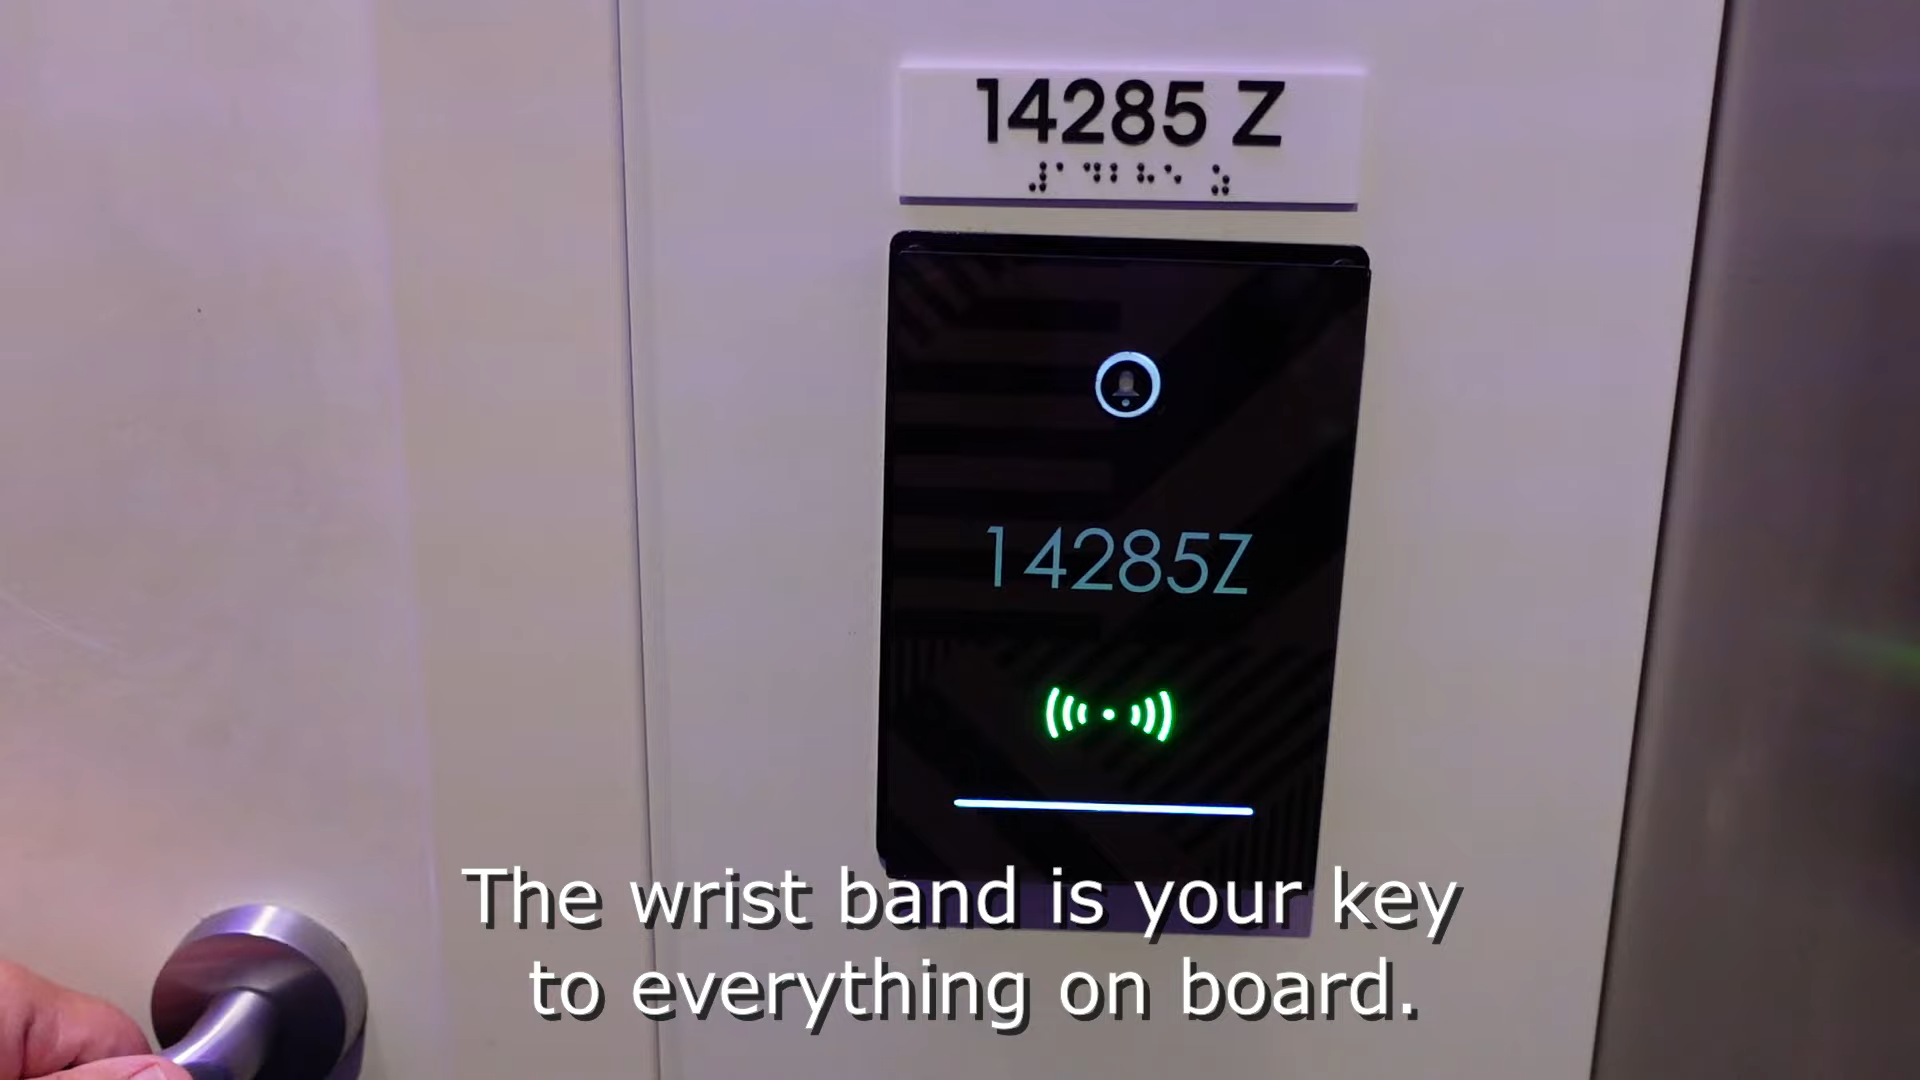 14285 Z
⠼⠁⠙⠃⠓⠑ ⠵
14285Z
The wrist band is your key
to everything on board.